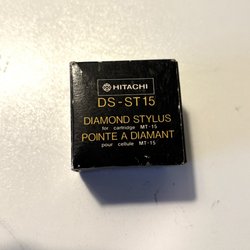 HITACHI
DS-ST15
DIAMOND STYLUS
for cartridge MT-15
POINTE A DIAMANT
pour cellule MT-15